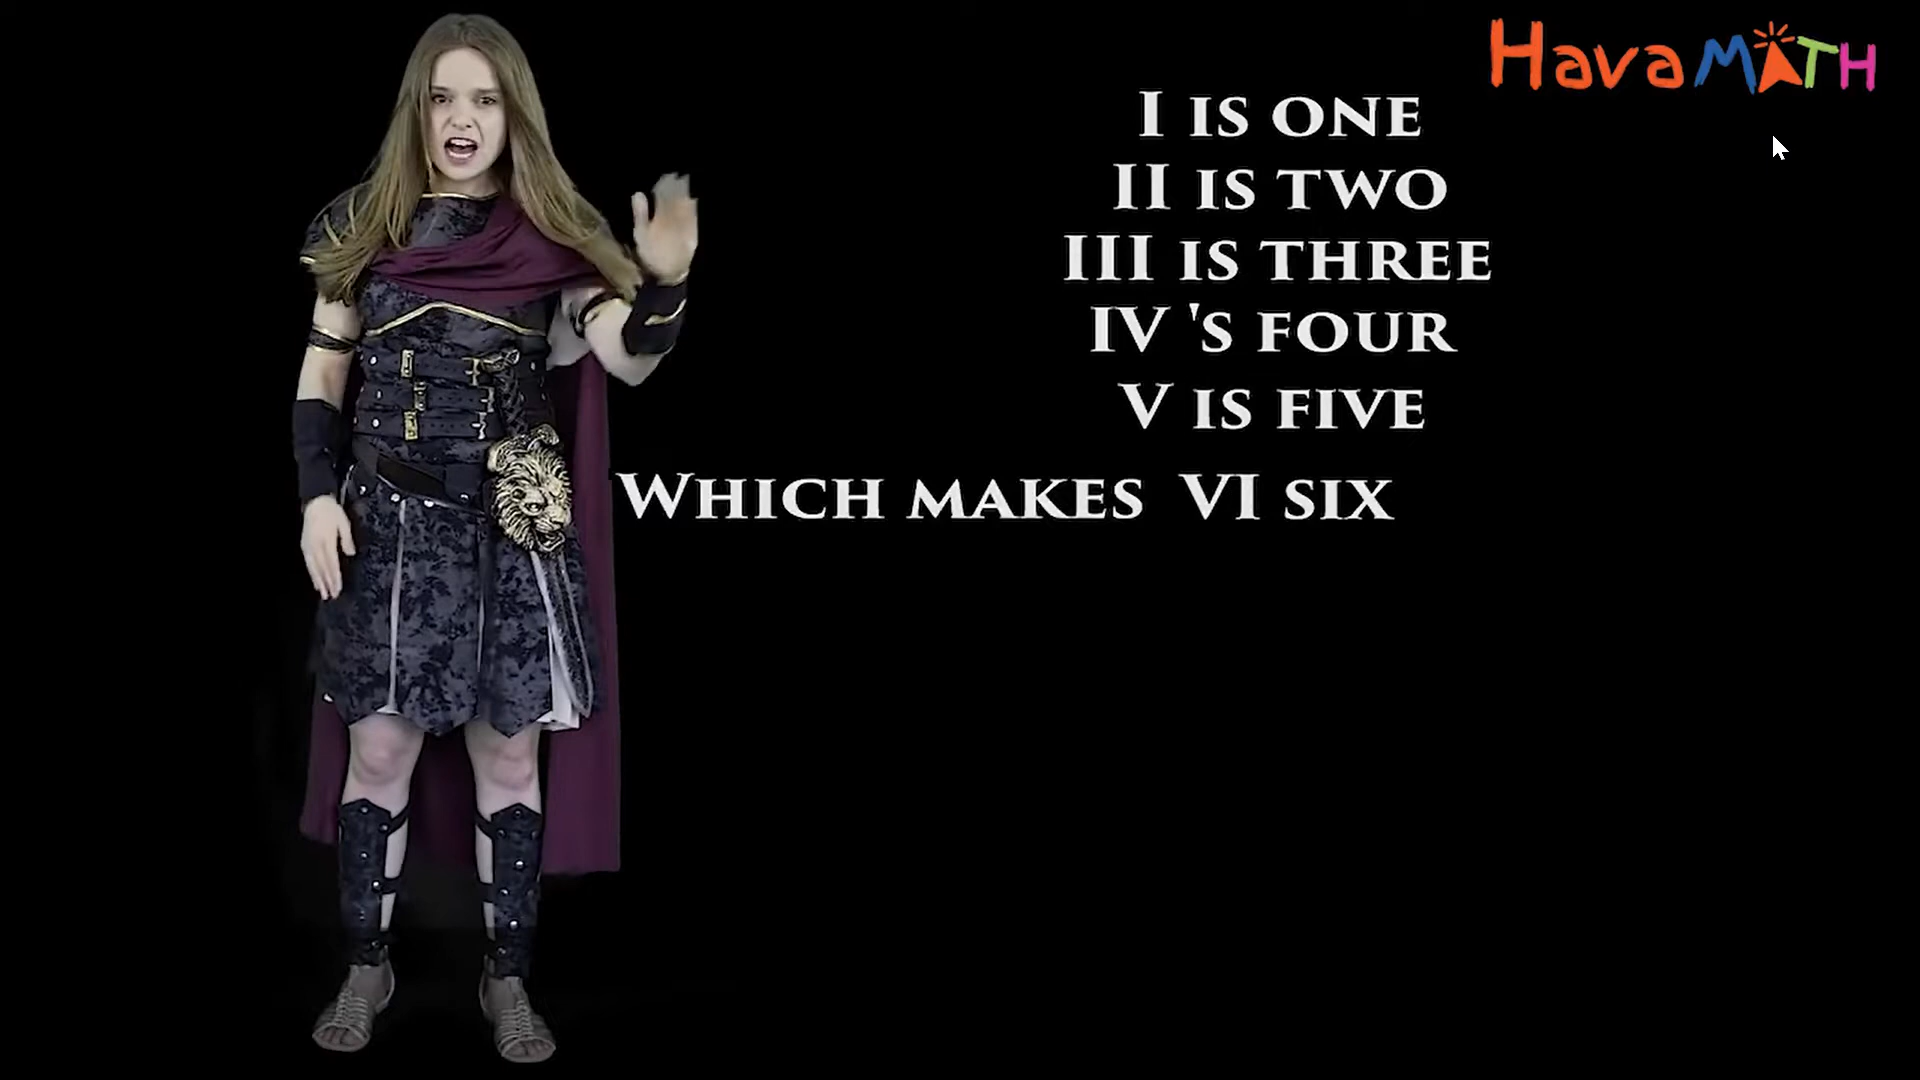 HavaMATH
I IS ONE
II IS TWO
III IS THREE
IV 'S FOUR
V IS FIVE
WHICH MAKES VI SIX